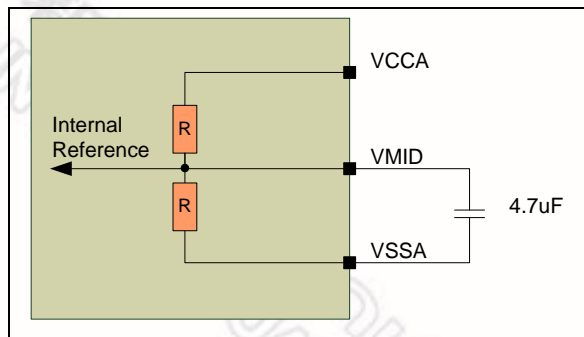 VCCA
R
Internal
Reference
VMID
R
4.7uF
VSSA